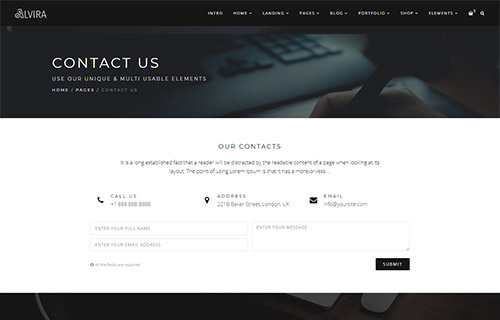 ALVIRA
INTRO HOME LANDING PAGES BLOG PORTFOLIO SHOP ELEMENTS
CONTACT US
USE OUR UNIQUE & MULTI USABLE ELEMENTS
HOME / PAGES / CONTACT US
OUR CONTACTS
It is a long established fact that a reader will be distracted by the readable content of a page when looking at its
layout. The point of using Lorem Ipsum is that it has a more-or-less ...
CALL US
+1 888 888 8888
ADDRESS
221B Baker Street, London, UK
EMAIL
info@yoursite.com
ENTER YOUR FULL NAME
ENTER YOUR MESSAGE
ENTER YOUR EMAIL ADDRESS
All the fields are required
SUBMIT